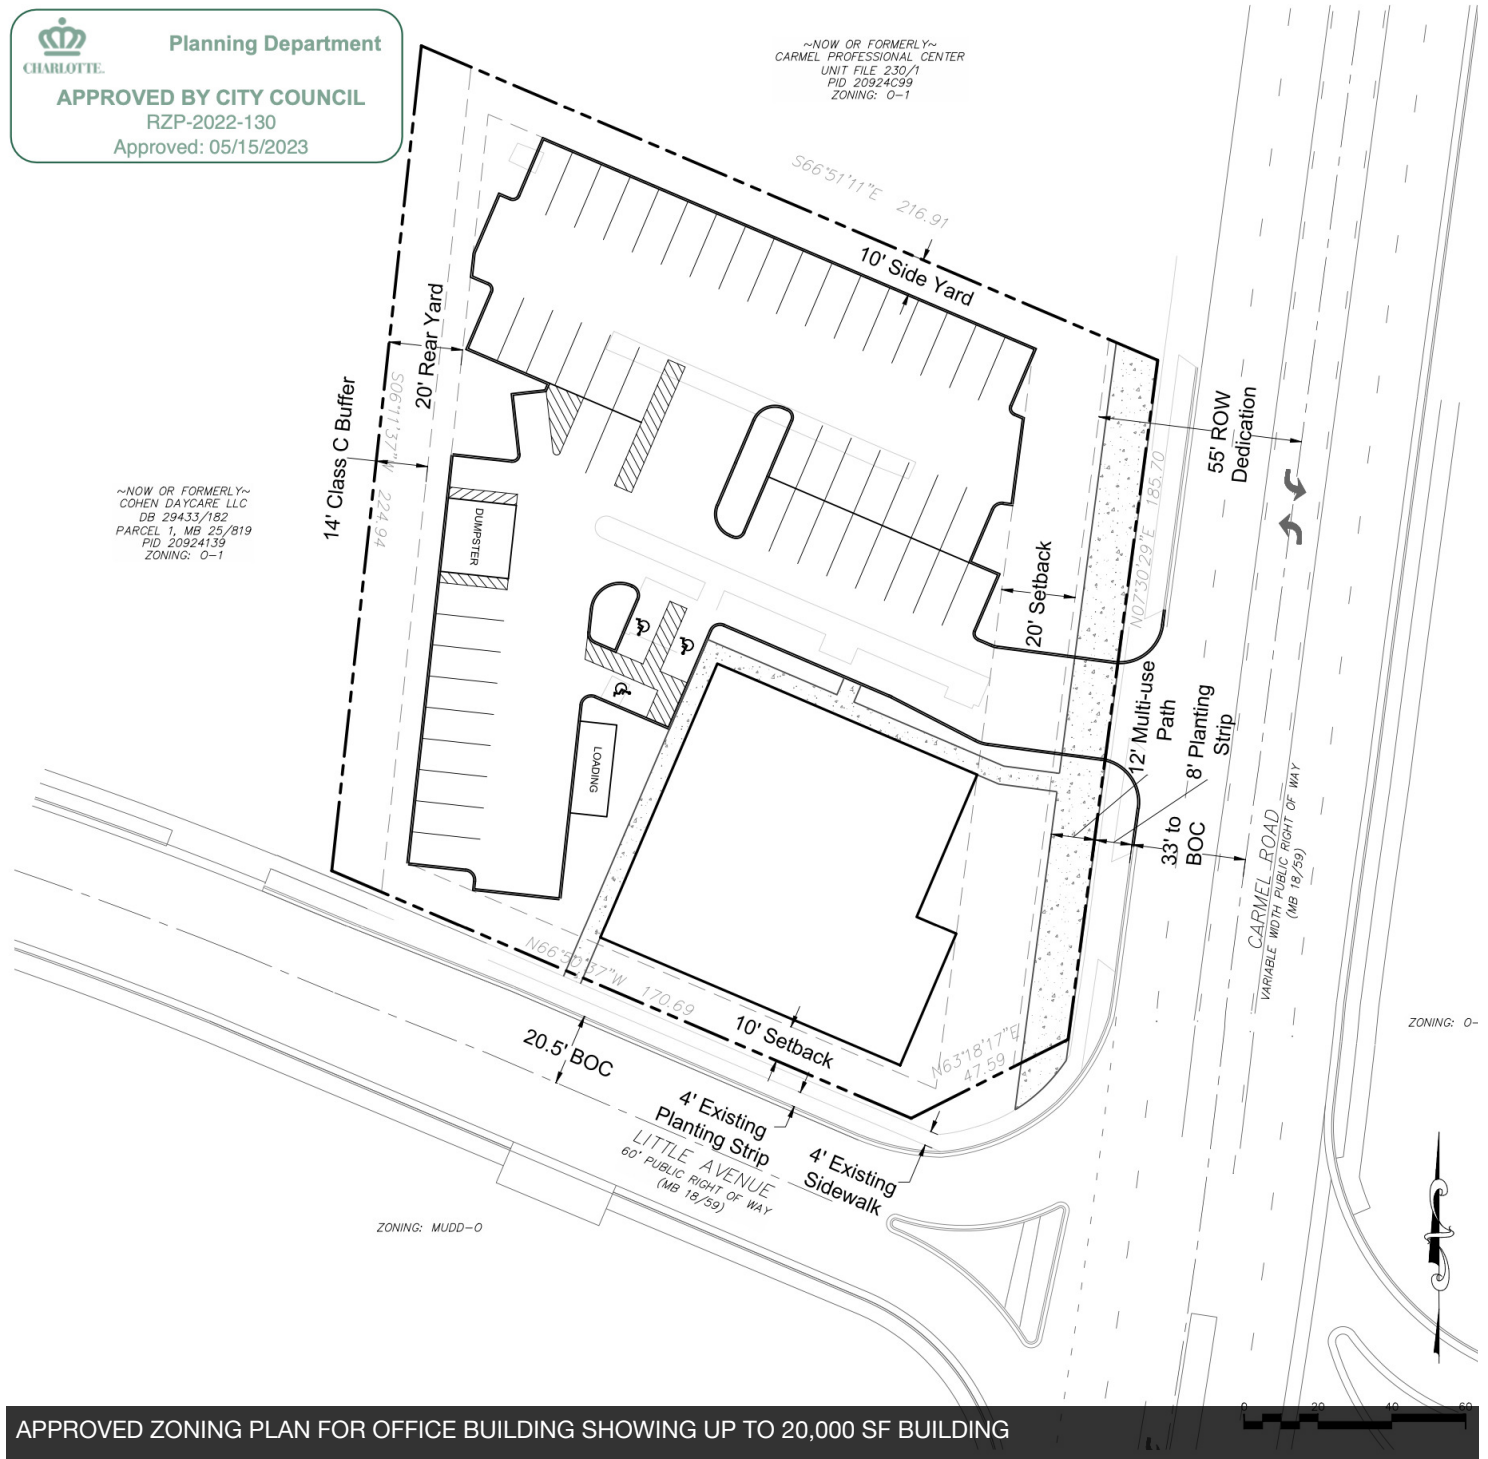 CHARLOTTE.
Planning Department
APPROVED BY CITY COUNCIL
RZP-2022-130
Approved: 05/15/2023
~NOW OR FORMERLY~
CARMEL PROFESSIONAL CENTER
UNIT FILE 230/1
PID 20924C99
ZONING: O-1
S66°51'11"E 216.91
10' Side Yard
20' Rear Yard
S06°11'37"W 224.94
14' Class C Buffer
~NOW OR FORMERLY~
COHEN DAYCARE LLC
DB 29433/182
PARCEL 1, MB 25/819
PID 20924139
ZONING: O-1
55' ROW
Dedication
N07°30'29"E 185.70
DUMPSTER
20' Setback
12' Multi-use
Path
8' Planting
Strip
LOADING
33' to
BOC
CARMEL ROAD
VARIABLE WIDTH PUBLIC RIGHT OF WAY
(MB 18/59)
N66°50'37"W 170.69
10' Setback
20.5' BOC
N63°18'17"E
47.59
4' Existing
Planting Strip
4' Existing
Sidewalk
LITTLE AVENUE
60' PUBLIC RIGHT OF WAY
(MB 18/59)
ZONING: O-
ZONING: MUDD-O
0 20 40 60
APPROVED ZONING PLAN FOR OFFICE BUILDING SHOWING UP TO 20,000 SF BUILDING